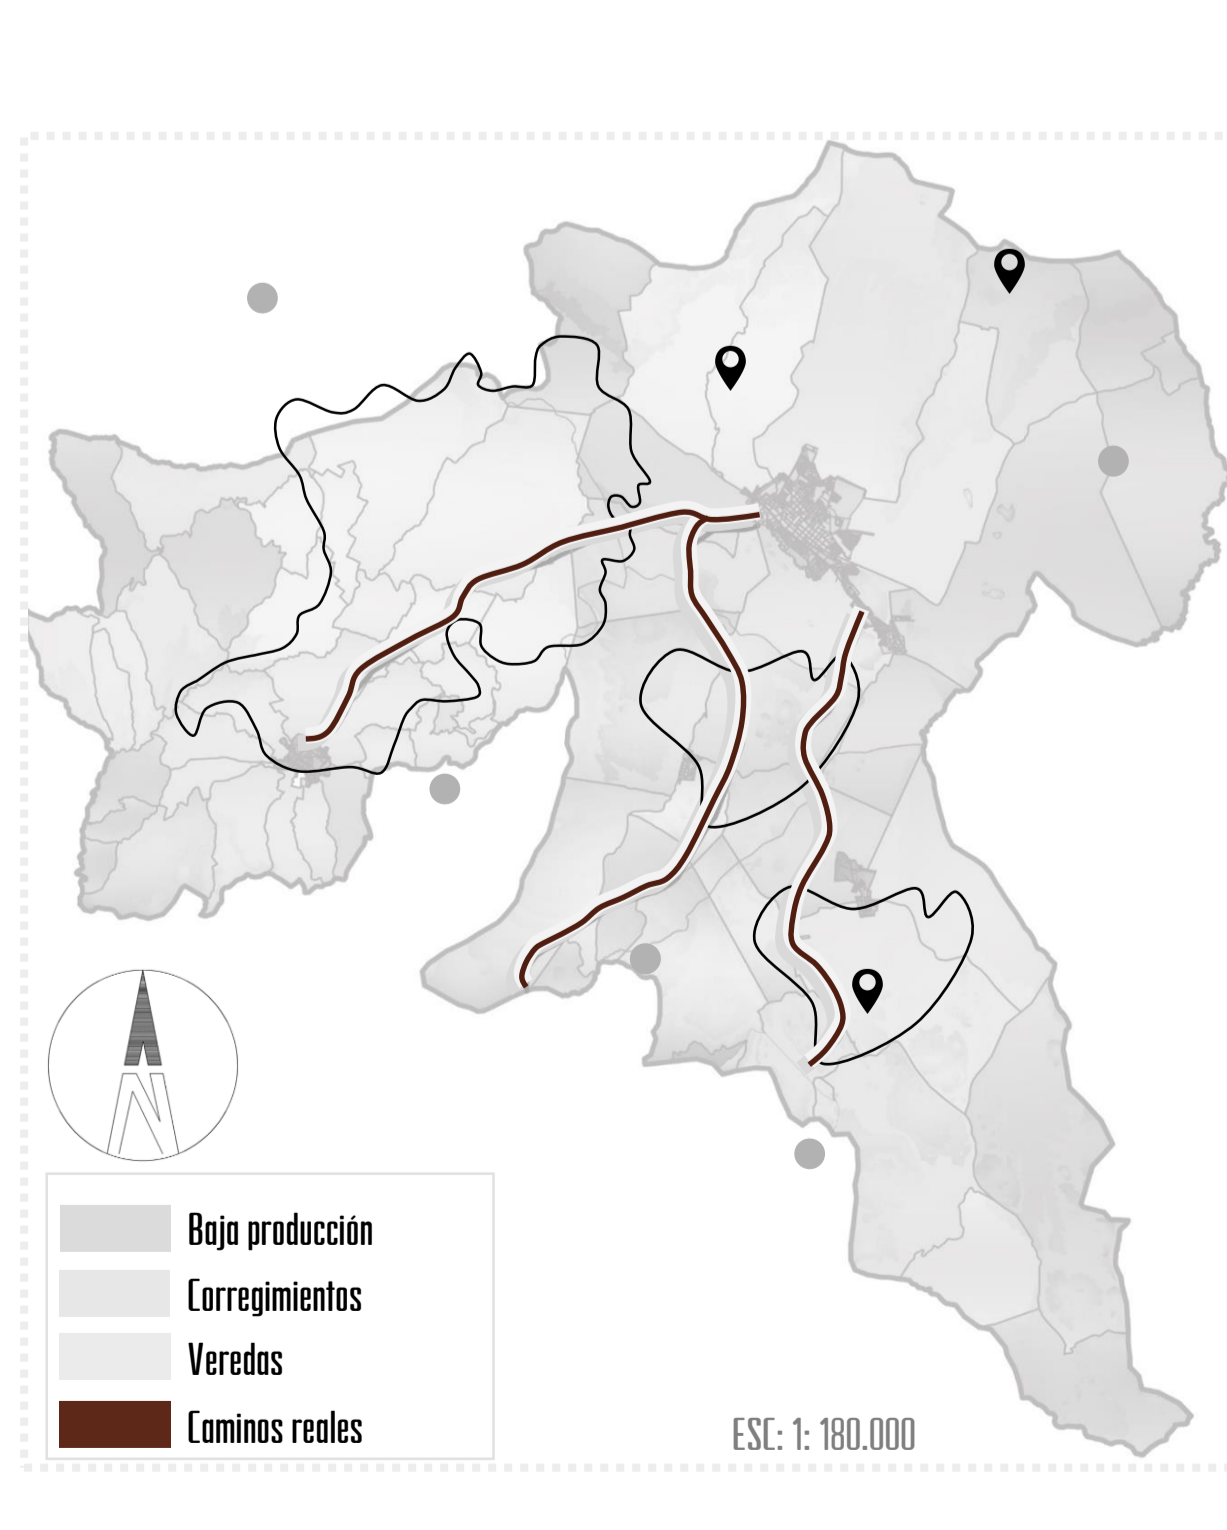 N
Baja producción
Corregimientos
Veredas
Caminos reales
ESC: 1: 180.000